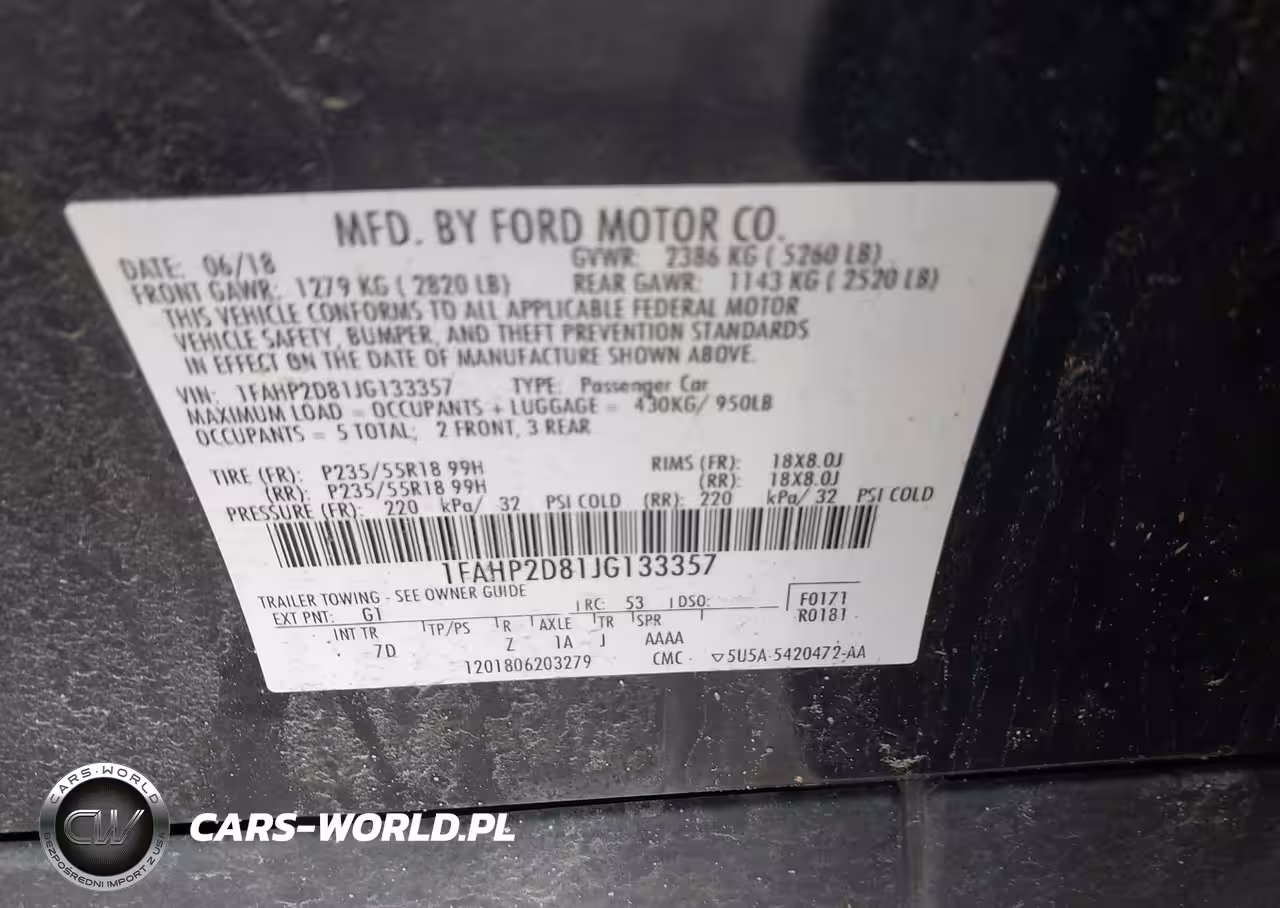 MFD. BY FORD MOTOR CO.
DATE: 06/18 GVWR: 2386 KG ( 5260 LB)
FRONT GAWR: 1279 KG ( 2820 LB) REAR GAWR: 1143 KG ( 2520 LB)
THIS VEHICLE CONFORMS TO ALL APPLICABLE FEDERAL MOTOR
VEHICLE SAFETY, BUMPER, AND THEFT PREVENTION STANDARDS
IN EFFECT ON THE DATE OF MANUFACTURE SHOWN ABOVE.
VIN: 1FAHP2D81JG133357 TYPE: Passenger Car
MAXIMUM LOAD = OCCUPANTS + LUGGAGE = 430KG/ 950LB
OCCUPANTS = 5 TOTAL; 2 FRONT, 3 REAR
TIRE (FR): P235/55R18 99H RIMS (FR): 18X8.0J
(RR): P235/55R18 99H (RR): 18X8.0J
PRESSURE (FR): 220 kPa/ 32 PSI COLD (RR): 220 kPa/ 32 PSI COLD
1FAHP2D81JG133357
TRAILER TOWING - SEE OWNER GUIDE
EXT PNT: G1 RC: 53 DSO: F0171
R0181
INT TR TP/PS R AXLE TR SPR
7D Z 1A J AAAA
1201806203279 CMC ▽5U5A-5420472-AA
CARS-WORLD
CW
BEZPOŚREDNI IMPORT Z USA
CARS-WORLD.PL